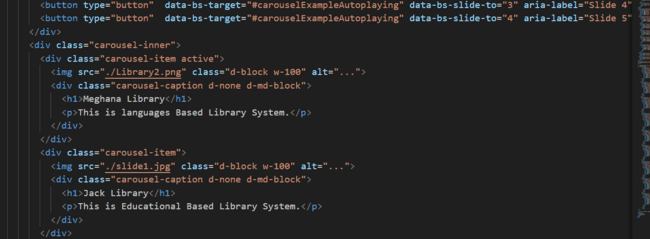 <button type="button"  data-bs-target="#carouselExampleAutoplaying" data-bs-slide-to="3" aria-label="Slide 4"
<button type="button"  data-bs-target="#carouselExampleAutoplaying" data-bs-slide-to="4" aria-label="Slide 5"
</div>
<div class="carousel-inner">
<div class="carousel-item active">
<img src="./Library2.png" class="d-block w-100" alt="...">
<div class="carousel-caption d-none d-md-block">
<h1>Meghana Library</h1>
<p>This is languages Based Library System.</p>
</div>
</div>
<div class="carousel-item">
<img src="./slide1.jpg" class="d-block w-100" alt="...">
<div class="carousel-caption d-none d-md-block">
<h1>Jack Library</h1>
<p>This is Educational Based Library System.</p>
</div>
</div>